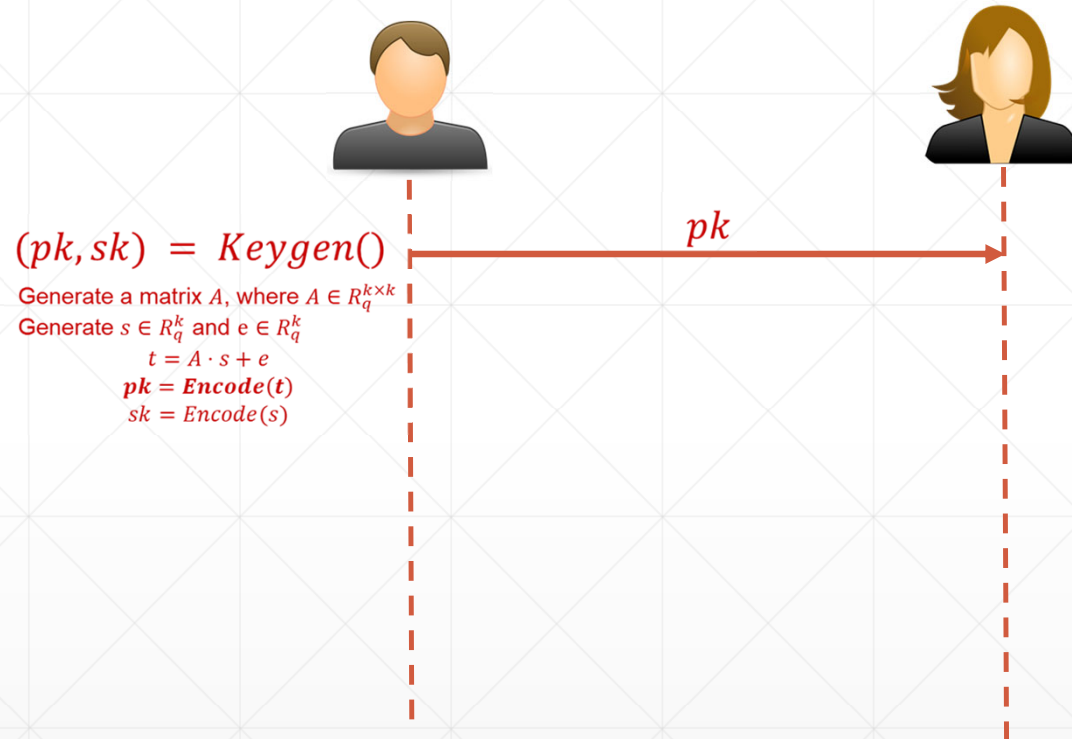 pk
(pk, sk) = Keygen()
Generate a matrix A, where A ∈ R_q^{k×k}
Generate s ∈ R_q^k and e ∈ R_q^k
t = A · s + e
pk = Encode(t)
sk = Encode(s)